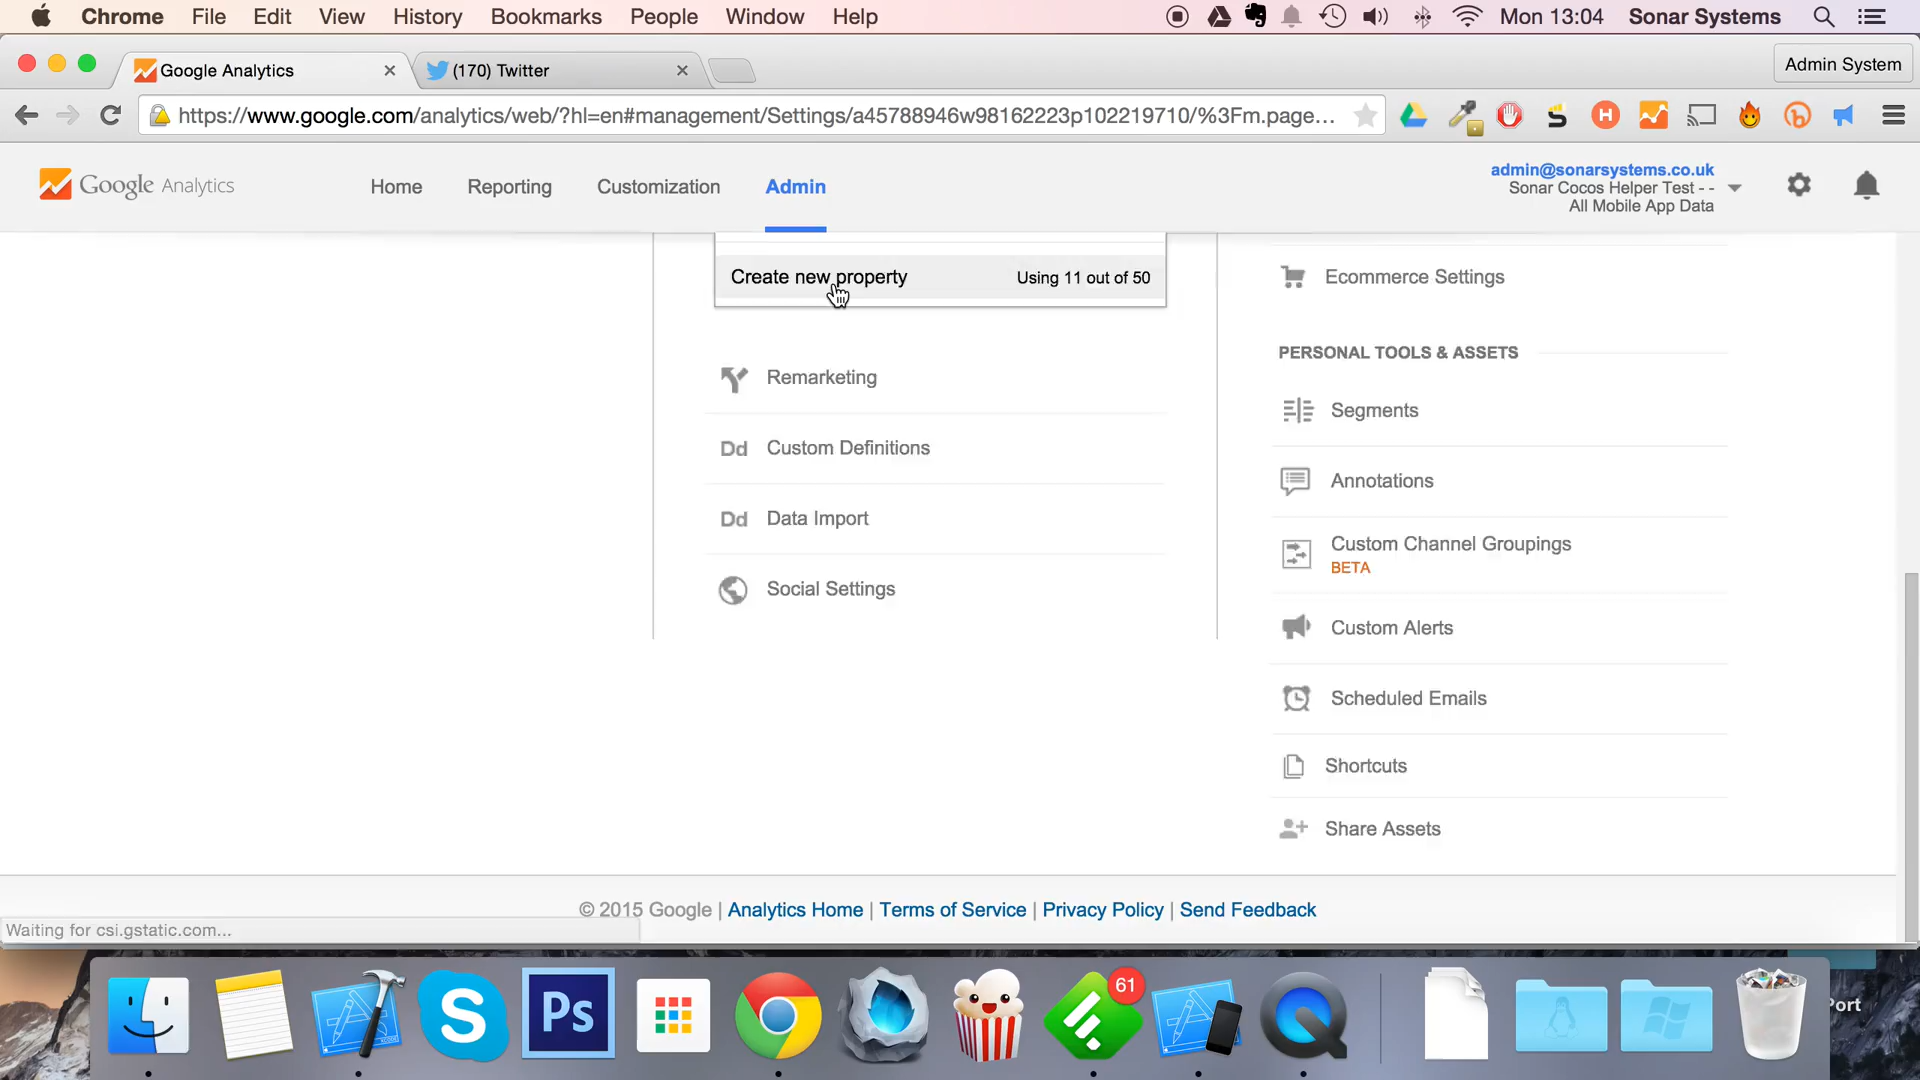 Chrome File Edit View History Bookmarks People Window Help Mon 13:04 Sonar Systems
Google Analytics (170) Twitter Admin System
https://www.google.com/analytics/web/?hl=en#management/Settings/a45788946w98162223p102219710/%3Fm.page...
Google Analytics Home Reporting Customization Admin
admin@sonarsystems.co.uk
Sonar Cocos Helper Test - -
All Mobile App Data
Create new property Using 11 out of 50
Remarketing
Dd Custom Definitions
Dd Data Import
Social Settings
Ecommerce Settings
PERSONAL TOOLS & ASSETS
Segments
Annotations
Custom Channel Groupings
BETA
Custom Alerts
Scheduled Emails
Shortcuts
Share Assets
© 2015 Google | Analytics Home | Terms of Service | Privacy Policy | Send Feedback
Waiting for csi.gstatic.com...
Ps
61
Port